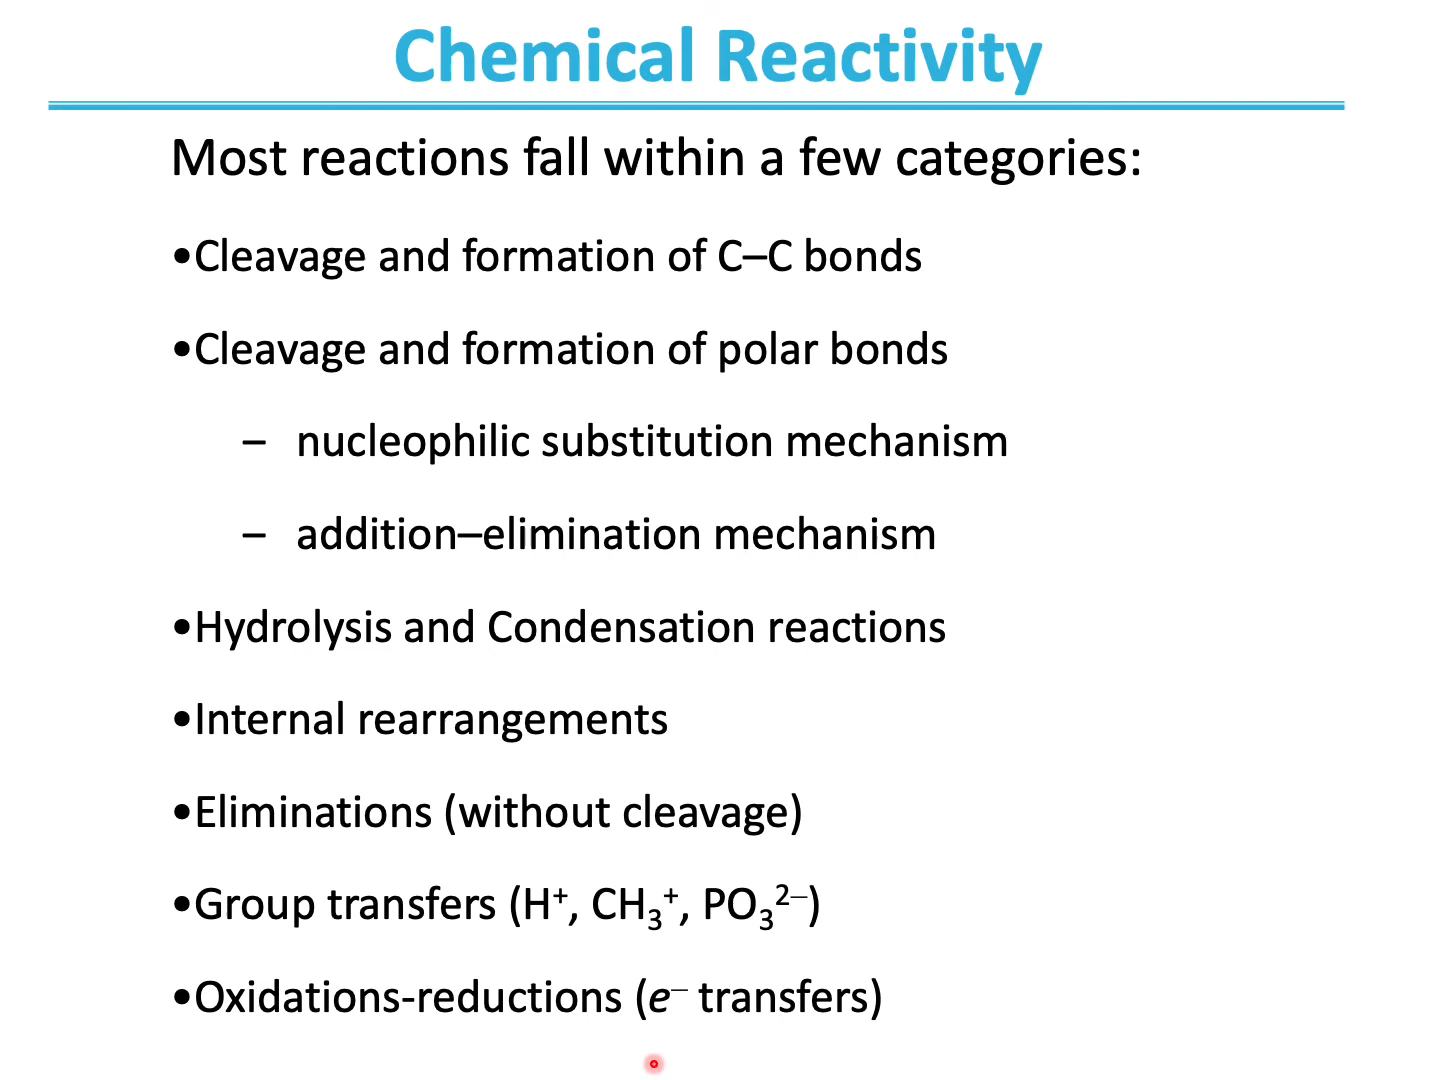 Chemical Reactivity
Most reactions fall within a few categories:
•Cleavage and formation of C–C bonds
•Cleavage and formation of polar bonds
– nucleophilic substitution mechanism
– addition–elimination mechanism
•Hydrolysis and Condensation reactions
•Internal rearrangements
•Eliminations (without cleavage)
•Group transfers (H⁺, CH₃⁺, PO₃²⁻)
•Oxidations-reductions (e⁻ transfers)